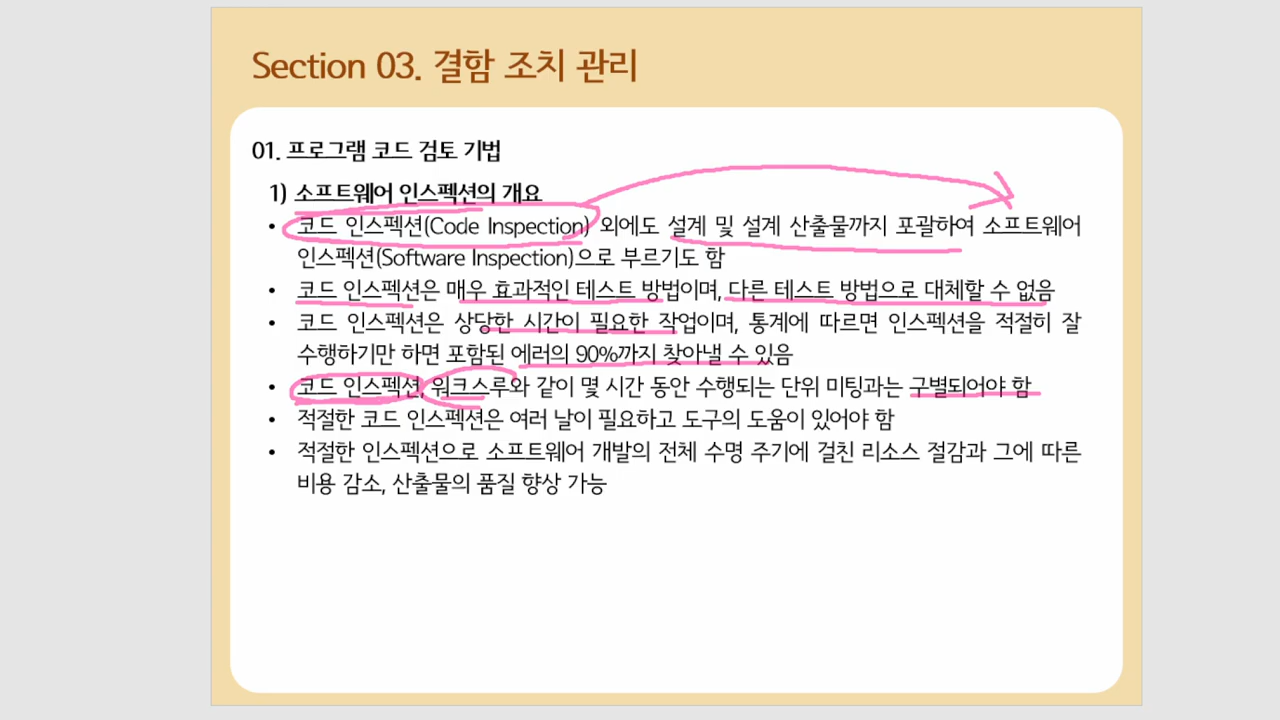 Section 03. 결함 조치 관리
01. 프로그램 코드 검토 기법
1) 소프트웨어 인스펙션의 개요
• 코드 인스펙션(Code Inspection) 외에도 설계 및 설계 산출물까지 포괄하여 소프트웨어
인스펙션(Software Inspection)으로 부르기도 함
• 코드 인스펙션은 매우 효과적인 테스트 방법이며, 다른 테스트 방법으로 대체할 수 없음
• 코드 인스펙션은 상당한 시간이 필요한 작업이며, 통계에 따르면 인스펙션을 적절히 잘
수행하기만 하면 포함된 에러의 90%까지 찾아낼 수 있음
• 코드 인스펙션, 워크스루와 같이 몇 시간 동안 수행되는 단위 미팅과는 구별되어야 함
• 적절한 코드 인스펙션은 여러 날이 필요하고 도구의 도움이 있어야 함
• 적절한 인스펙션으로 소프트웨어 개발의 전체 수명 주기에 걸친 리소스 절감과 그에 따른
비용 감소, 산출물의 품질 향상 가능